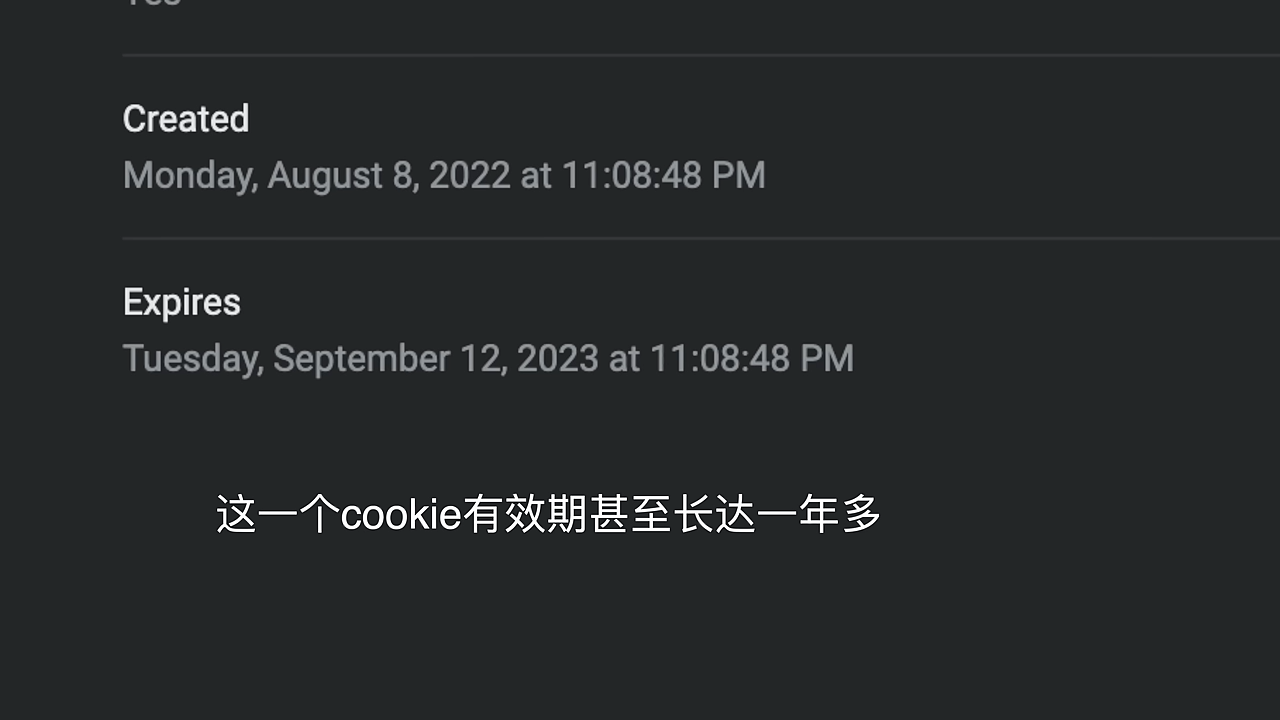 Created
Monday, August 8, 2022 at 11:08:48 PM
Expires
Tuesday, September 12, 2023 at 11:08:48 PM
这一个cookie有效期甚至长达一年多